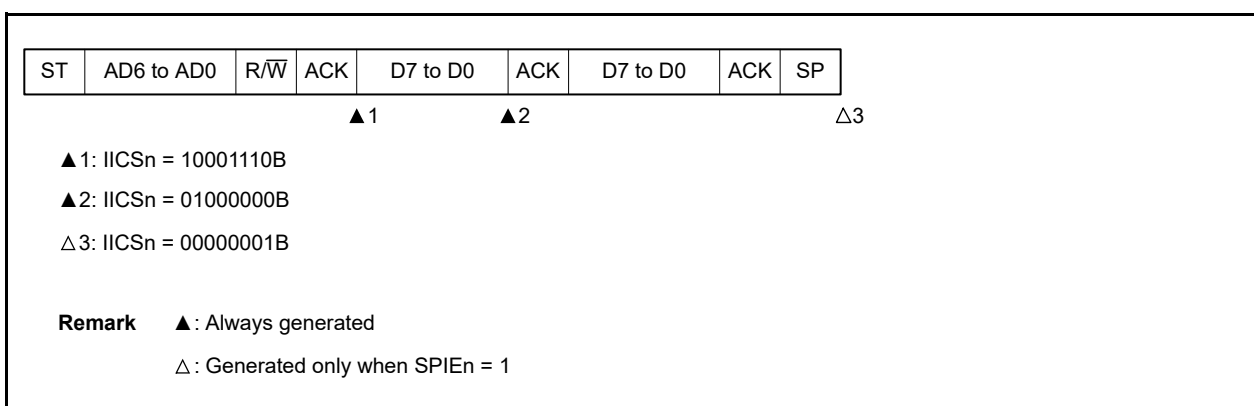 ST AD6 to AD0 R/W̅ ACK D7 to D0 ACK D7 to D0 ACK SP
▲1 ▲2 △3
▲1: IICSn = 10001110B
▲2: IICSn = 01000000B
△3: IICSn = 00000001B
Remark ▲: Always generated
△: Generated only when SPIEn = 1